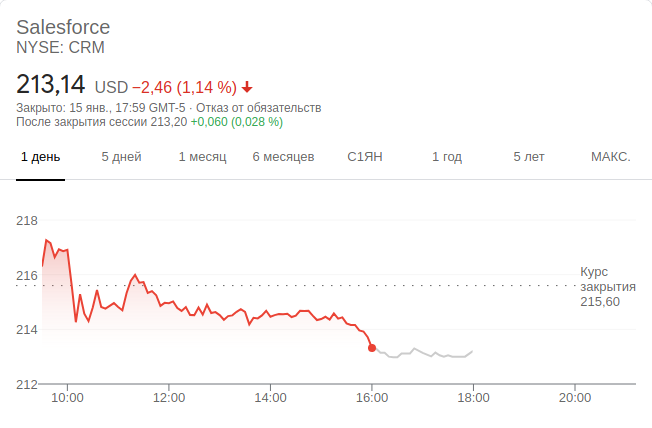 Salesforce
NYSE: CRM
213,14 USD −2,46 (1,14 %)
Закрыто: 15 янв., 17:59 GMT-5 · Отказ от обязательств
После закрытия сессии 213,20 +0,060 (0,028 %)
1 день 5 дней 1 месяц 6 месяцев С1ЯН 1 год 5 лет МАКС.
218
216
214
212
Курс
закрытия
215,60
10:00 12:00 14:00 16:00 18:00 20:00